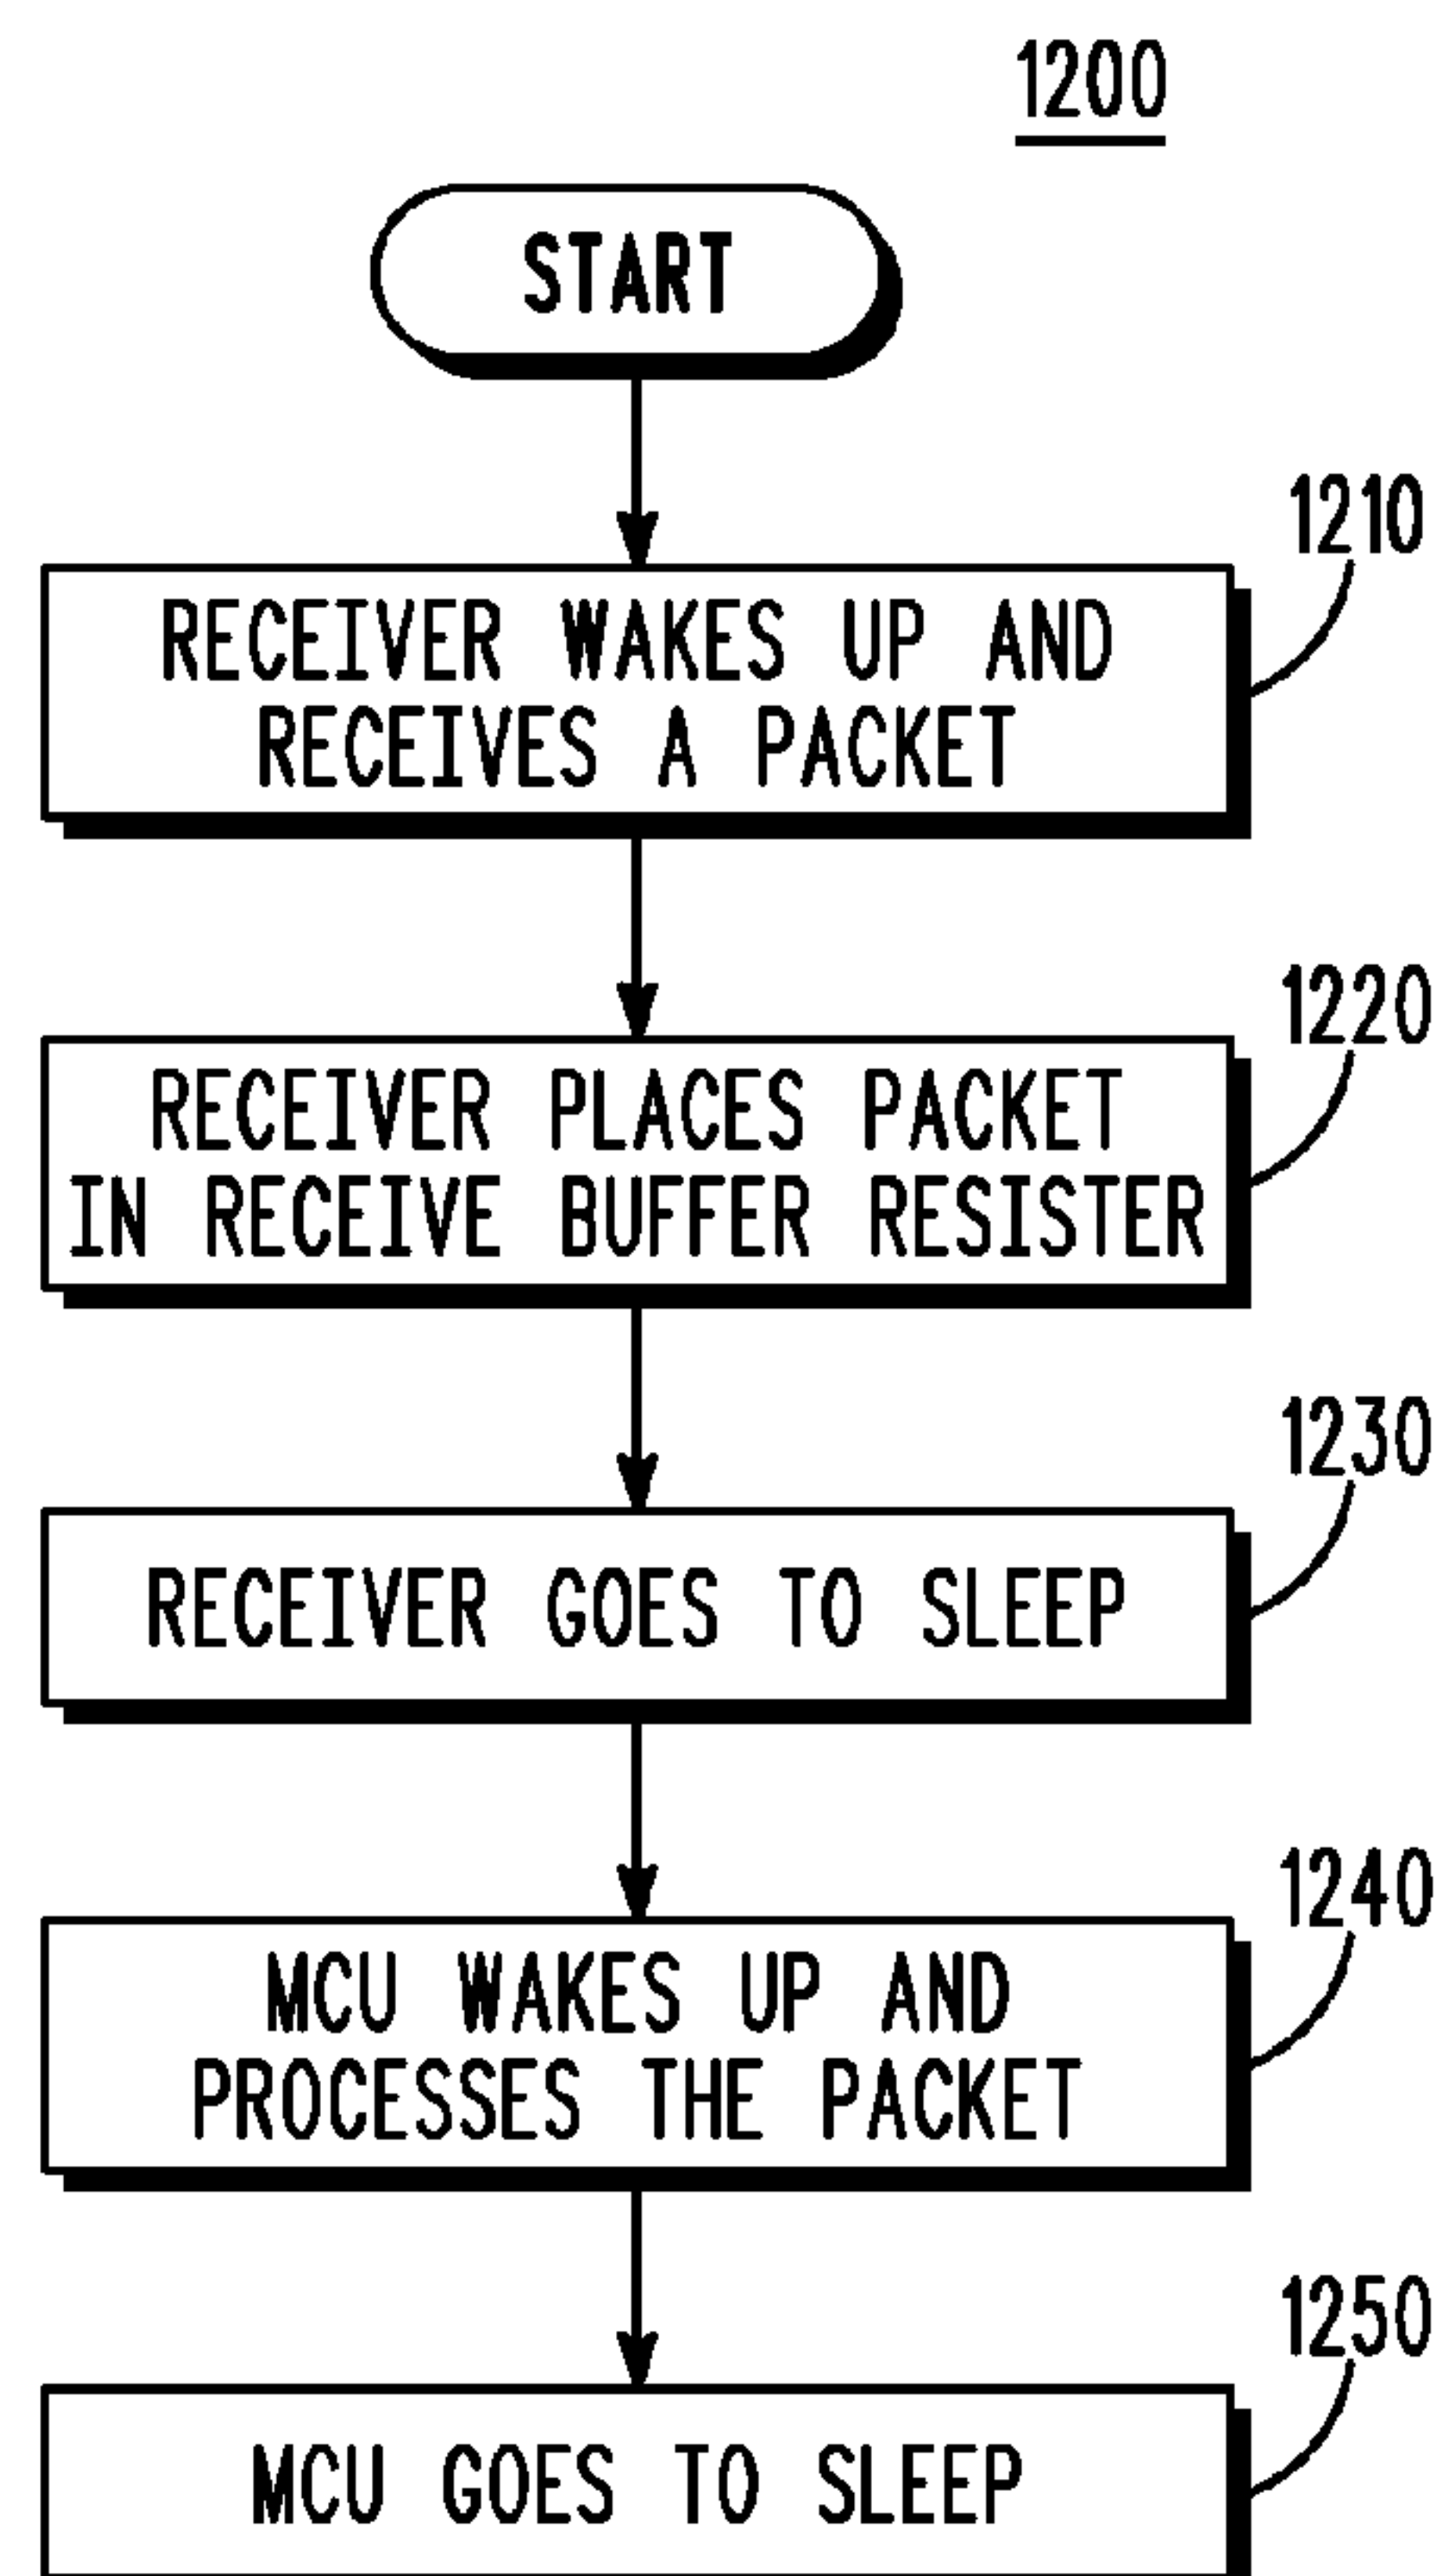 1200
START
1210
RECEIVER WAKES UP AND
RECEIVES A PACKET
1220
RECEIVER PLACES PACKET
IN RECEIVE BUFFER RESISTER
1230
RECEIVER GOES TO SLEEP
1240
MCU WAKES UP AND
PROCESSES THE PACKET
1250
MCU GOES TO SLEEP